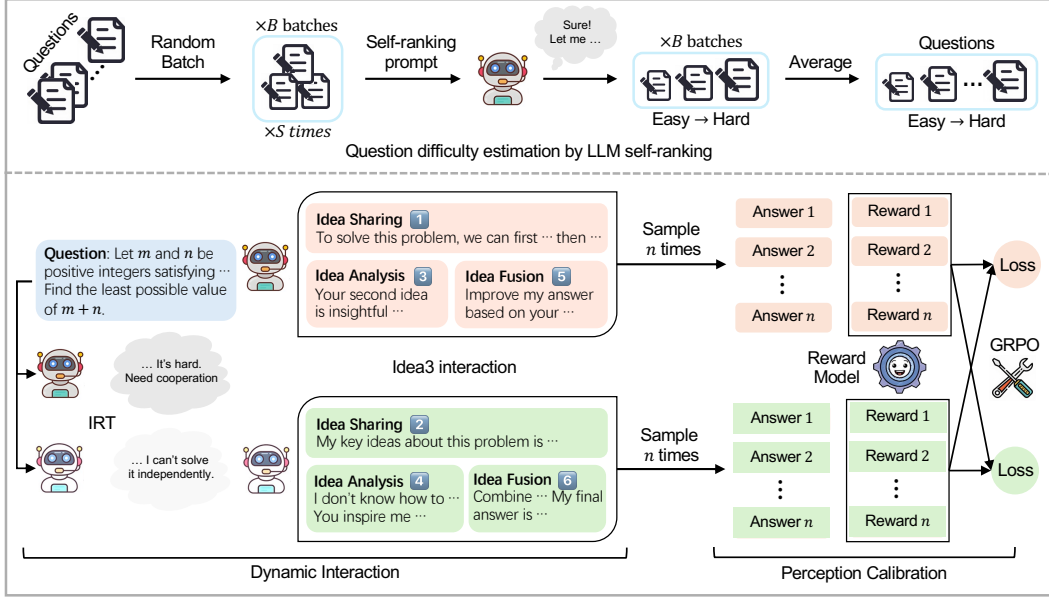 Questions
Random
Batch
×B batches
×S times
Self-ranking
prompt
Sure!
Let me ...
×B batches
Easy → Hard
Average
Questions
...
Easy → Hard
Question difficulty estimation by LLM self-ranking
Question: Let m and n be
positive integers satisfying ⋯
Find the least possible value
of m + n.
... It's hard.
Need cooperation
IRT
... I can't solve
it independently.
Idea Sharing 1
To solve this problem, we can first ⋯ then ⋯
Idea Analysis 3
Your second idea
is insightful ⋯
Idea Fusion 5
Improve my answer
based on your ⋯
Idea3 interaction
Idea Sharing 2
My key ideas about this problem is ⋯
Idea Analysis 4
I don't know how to ⋯
You inspire me ⋯
Idea Fusion 6
Combine ⋯ My final
answer is ⋯
Dynamic Interaction
Sample
n times
Answer 1
Answer 2
⋮
Answer n
Reward 1
Reward 2
⋮
Reward n
Loss
Reward
Model
GRPO
Sample
n times
Answer 1
Answer 2
⋮
Answer n
Reward 1
Reward 2
⋮
Reward n
Loss
Perception Calibration